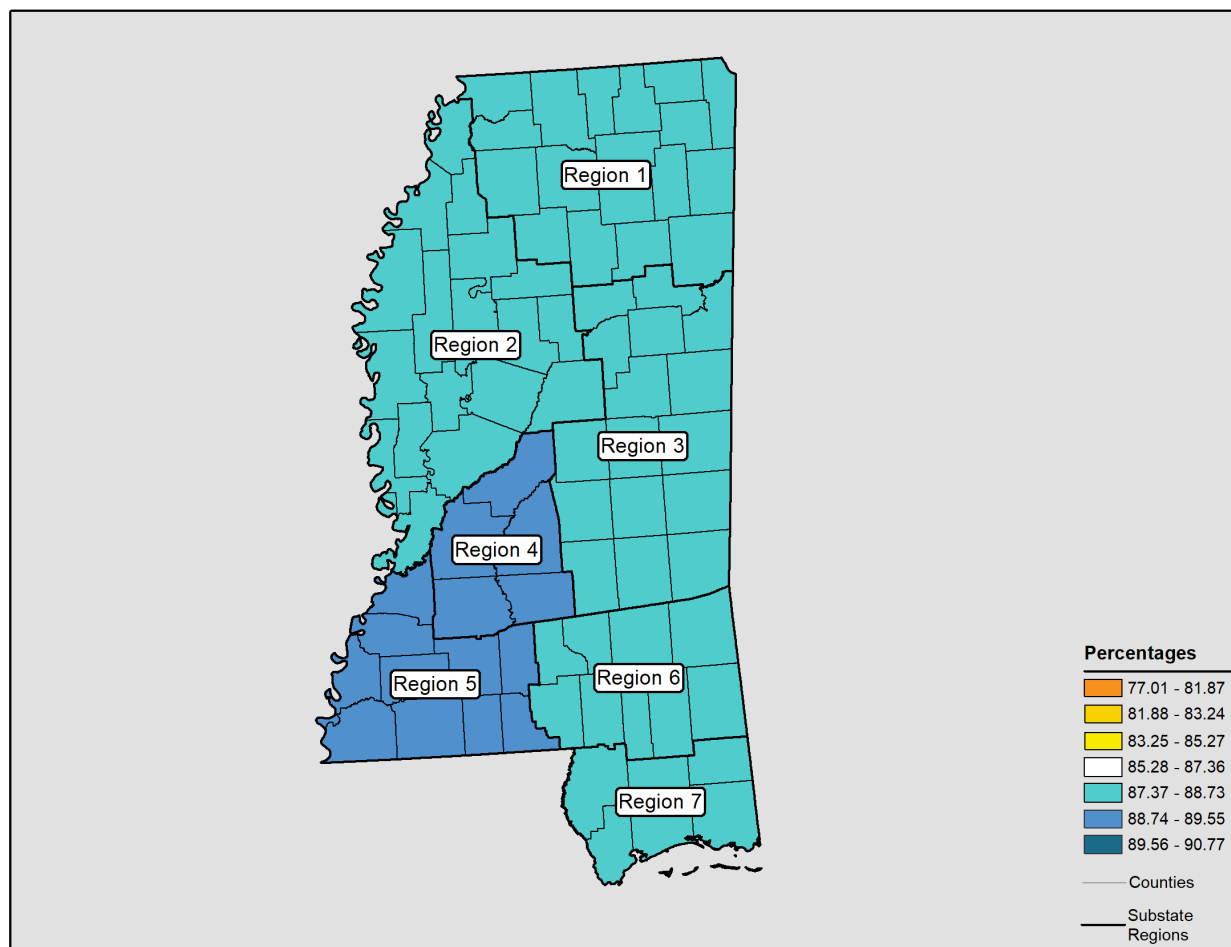 Region 1
Region 2
Region 3
Region 4
Region 5
Region 6
Region 7
Percentages
77.01 - 81.87
81.88 - 83.24
83.25 - 85.27
85.28 - 87.36
87.37 - 88.73
88.74 - 89.55
89.56 - 90.77
Counties
Substate
Regions